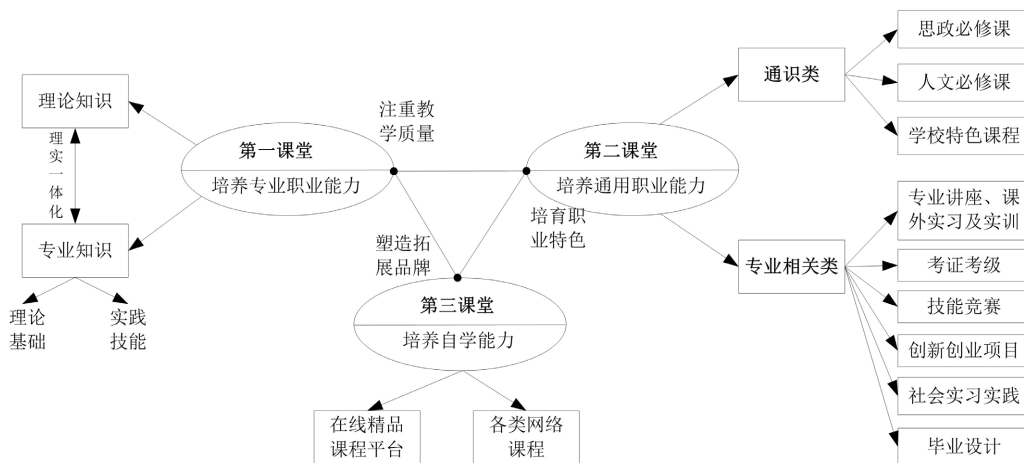 理论知识
理
实
一
体
化
专业知识
理论
基础
实践
技能
第一课堂
培养专业职业能力
注重教
学质量
第二课堂
培养通用职业能力
培育职
业特色
塑造拓
展品牌
第三课堂
培养自学能力
在线精品
课程平台
各类网络
课程
通识类
思政必修课
人文必修课
学校特色课程
专业相关类
专业讲座、课
外实习及实训
考证考级
技能竞赛
创新创业项目
社会实习实践
毕业设计